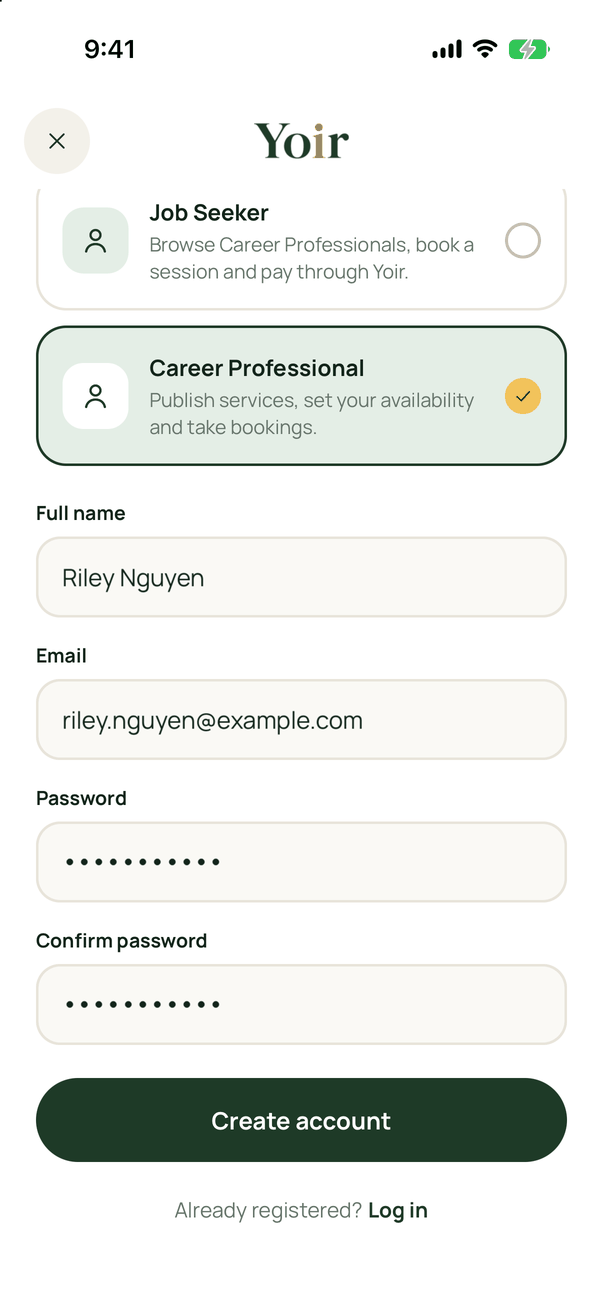 9:41
Yoir
Job Seeker
Browse Career Professionals, book a
session and pay through Yoir.
Career Professional
Publish services, set your availability
and take bookings.
Full name
Riley Nguyen
Email
riley.nguyen@example.com
Password
•••••••••••
Confirm password
•••••••••••
Create account
Already registered? Log in